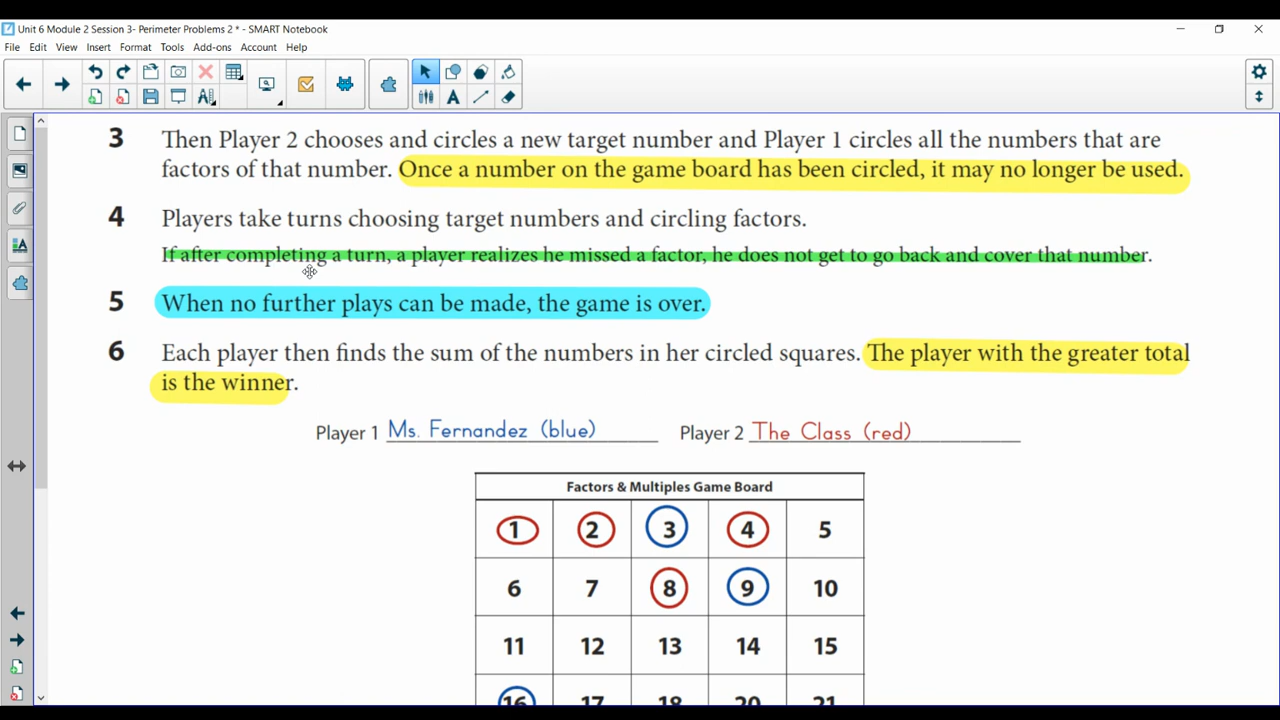 Unit 6 Module 2 Session 3- Perimeter Problems 2 * - SMART Notebook
File Edit View Insert Format Tools Add-ons Account Help
3 Then Player 2 chooses and circles a new target number and Player 1 circles all the numbers that are
factors of that number. Once a number on the game board has been circled, it may no longer be used.
4 Players take turns choosing target numbers and circling factors.
If after completing a turn, a player realizes he missed a factor, he does not get to go back and cover that number.
5 When no further plays can be made, the game is over.
6 Each player then finds the sum of the numbers in her circled squares. The player with the greater total
is the winner.
Player 1 Ms. Fernandez (blue) Player 2 The Class (red)
Factors & Multiples Game Board
1 2 3 4 5
6 7 8 9 10
11 12 13 14 15
16 17 18 20 21